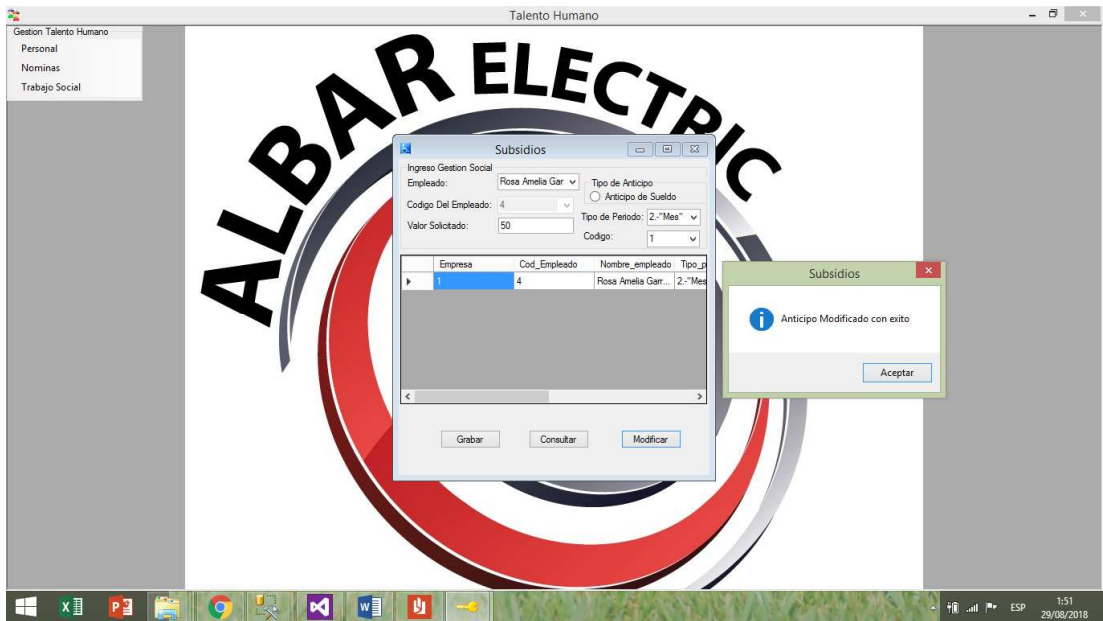 Talento Humano
Gestion Talento Humano
Personal
Nominas
Trabajo Social
ALBAR ELECTRIC
Subsidios
Ingreso Gestion Social
Empleado:
Rosa Amelia Gar
Tipo de Anticipo
Anticipo de Sueldo
Codigo Del Empleado:
4
Tipo de Periodo:
2.-"Mes"
Valor Solicitado:
50
Codigo:
1
Empresa Cod_Empleado Nombre_empleado Tipo_p
1 4 Rosa Amelia Garr... 2.-"Mes
Grabar Consultar Modificar
Subsidios
Anticipo Modificado con exito
Aceptar
ESP
1:51
29/08/2018